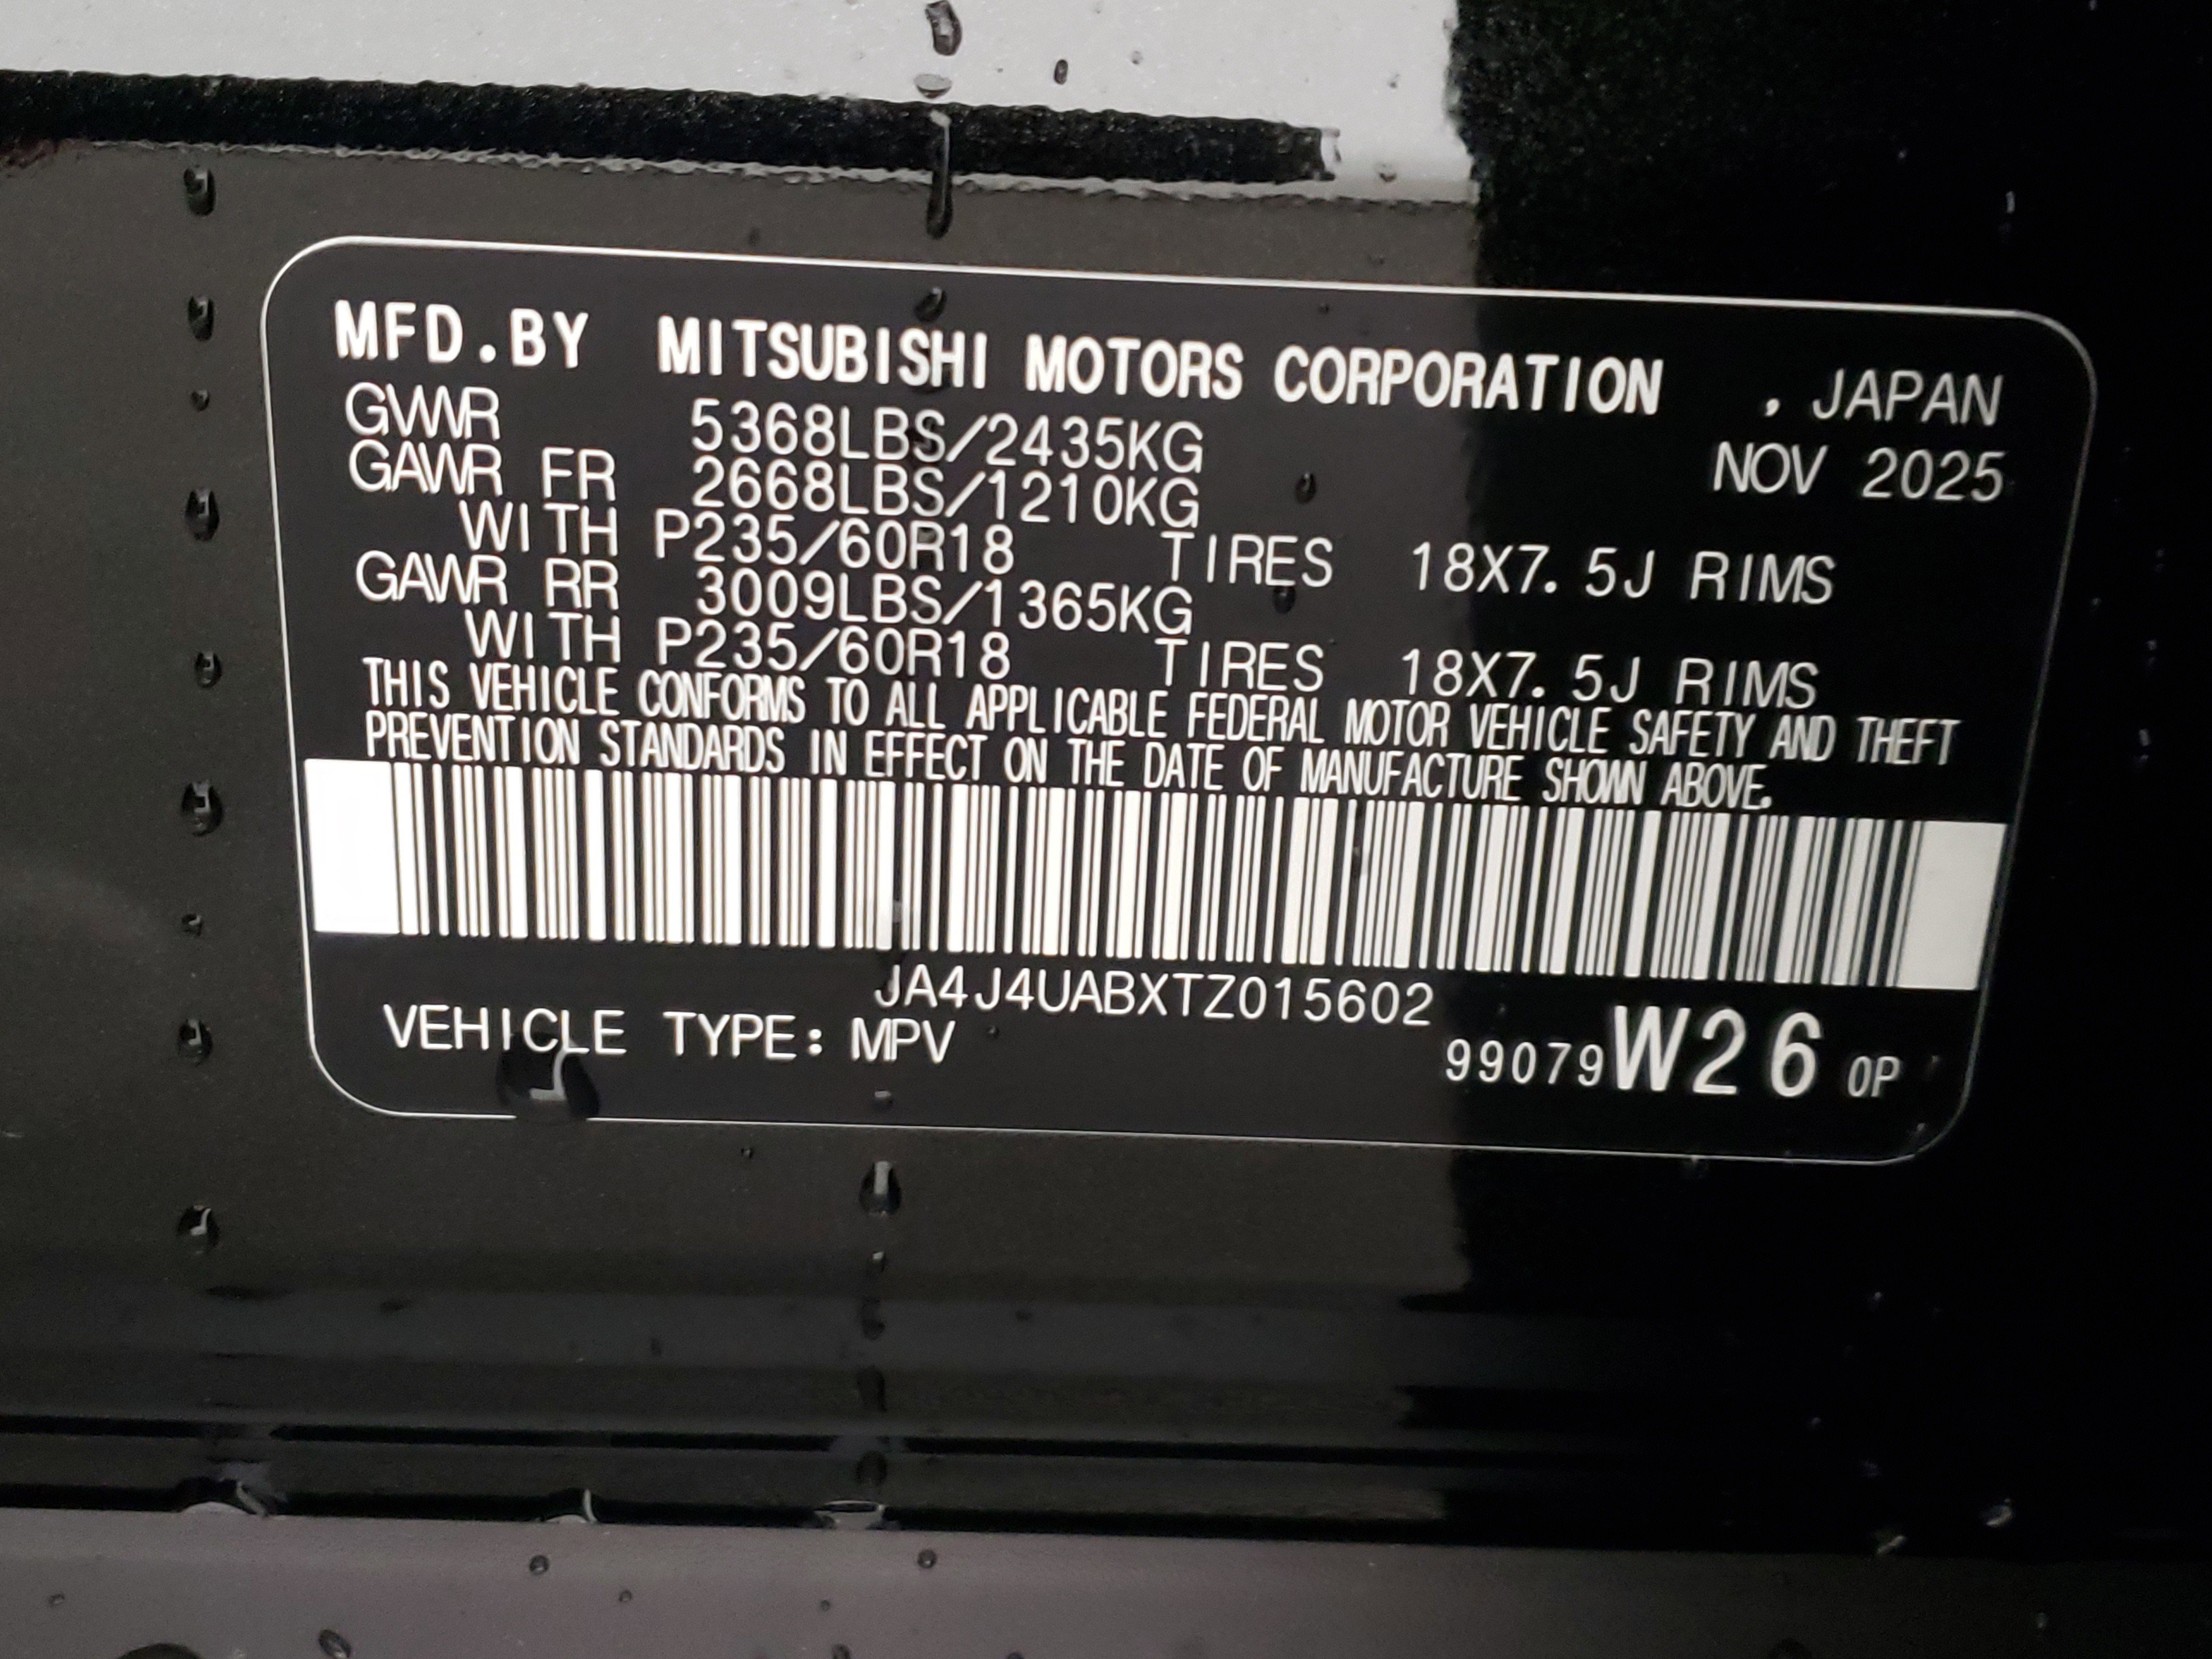 MFD.BY MITSUBISHI MOTORS CORPORATION , JAPAN
GVWR 5368LBS/2435KG NOV 2025
GAWR FR 2668LBS/1210KG
WITH P235/60R18 TIRES 18X7.5J RIMS
GAWR RR 3009LBS/1365KG
WITH P235/60R18 TIRES 18X7.5J RIMS
THIS VEHICLE CONFORMS TO ALL APPLICABLE FEDERAL MOTOR VEHICLE SAFETY AND THEFT
PREVENTION STANDARDS IN EFFECT ON THE DATE OF MANUFACTURE SHOWN ABOVE.
JA4J4UABXTZ015602
VEHICLE TYPE: MPV 99079W26 0P